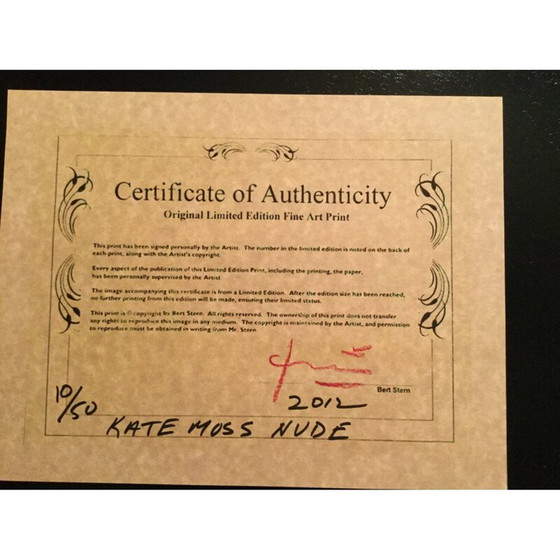 Certificate of Authenticity
Original Limited Edition Fine Art Print
This print has been signed personally by the Artist. The number in the limited edition is noted on the back of
each print, along with the Artist's copyright.
Every aspect of the publication of this Limited Edition Print, including the printing, the paper,
has been personally supervised by the Artist
The image accompanying this certificate is from a Limited Edition. After the edition size has been reached,
no further printing from this edition will be made, ensuring their limited status.
This print is © copyright by Bert Stern. All rights reserved. The ownership of this print does not transfer
any rights to reproduce this image in any medium. The copyright is maintained by the Artist, and permission
to reproduce must be obtained in writing from Mr. Stern.
Bert Stern
2012
10/50
KATE MOSS NUDE